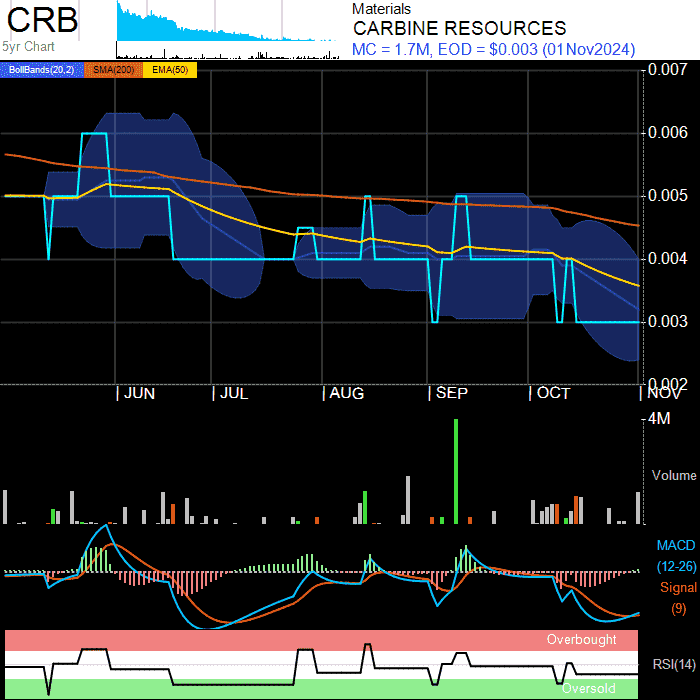 CRB
5yr Chart
Materials
CARBINE RESOURCES
MC = 1.7M, EOD = $0.003 (01Nov2024)
BollBands(20,2) SMA(200) EMA(50)
0.007
0.006
0.005
0.004
0.003
0.002
JUN JUL AUG SEP OCT NOV
4M
Volume
MACD
(12-26)
Signal
(9)
Overbought
RSI(14)
Oversold